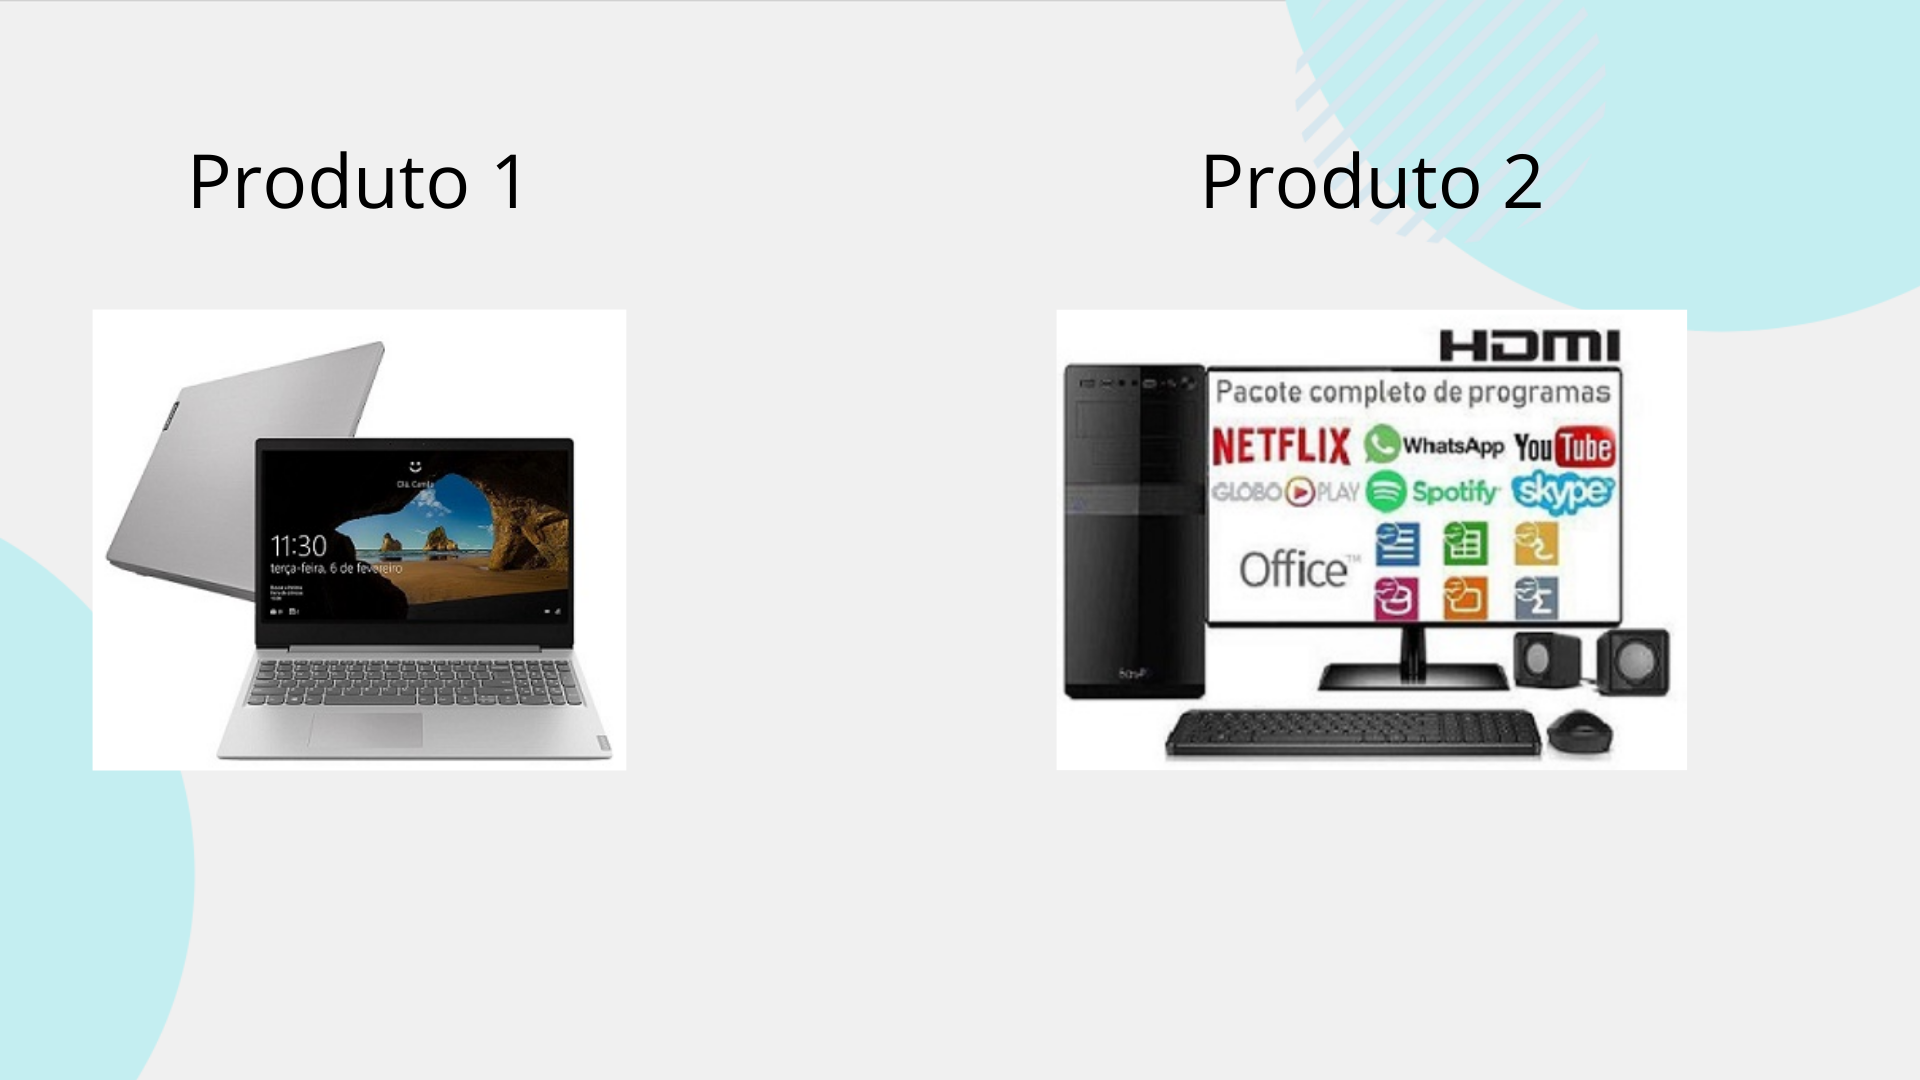 Produto 1
Produto 2
Olá, Camila
11:30
terça-feira, 6 de fevereiro
HDMI
Pacote completo de programas
NETFLIX WhatsApp YouTube
GLOBO PLAY Spotify skype
Office™